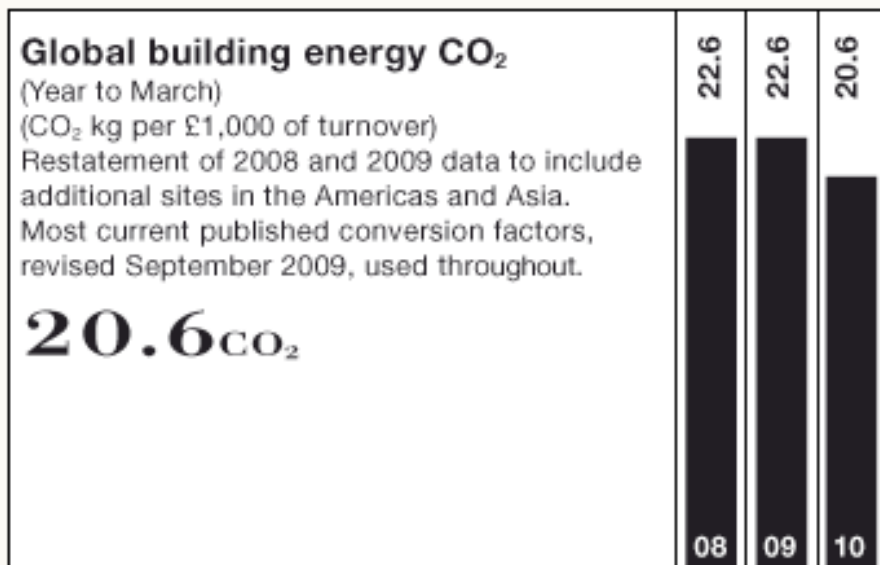 Global building energy CO₂
(Year to March)
(CO₂ kg per £1,000 of turnover)
Restatement of 2008 and 2009 data to include
additional sites in the Americas and Asia.
Most current published conversion factors,
revised September 2009, used throughout.
20.6CO₂
22.6
22.6
20.6
08
09
10